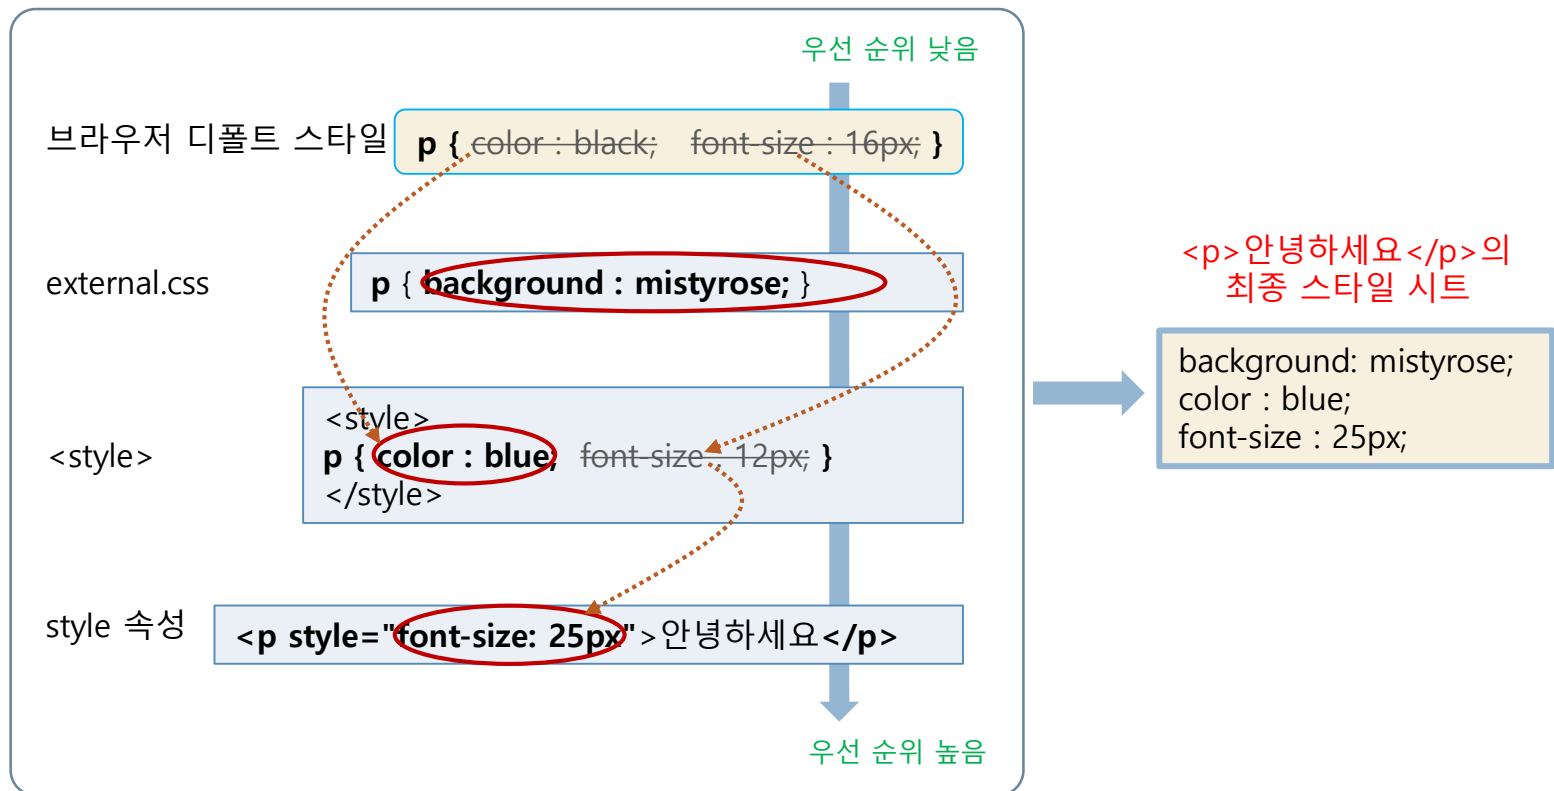 우선 순위 낮음
브라우저 디폴트 스타일
p { color : black; font-size : 16px; }
external.css
p { background : mistyrose; }
<style>
<style>
p { color : blue; font-size : 12px; }
</style>
style 속성
<p style="font-size: 25px">안녕하세요</p>
우선 순위 높음
<p>안녕하세요</p>의
최종 스타일 시트
background: mistyrose;
color : blue;
font-size : 25px;